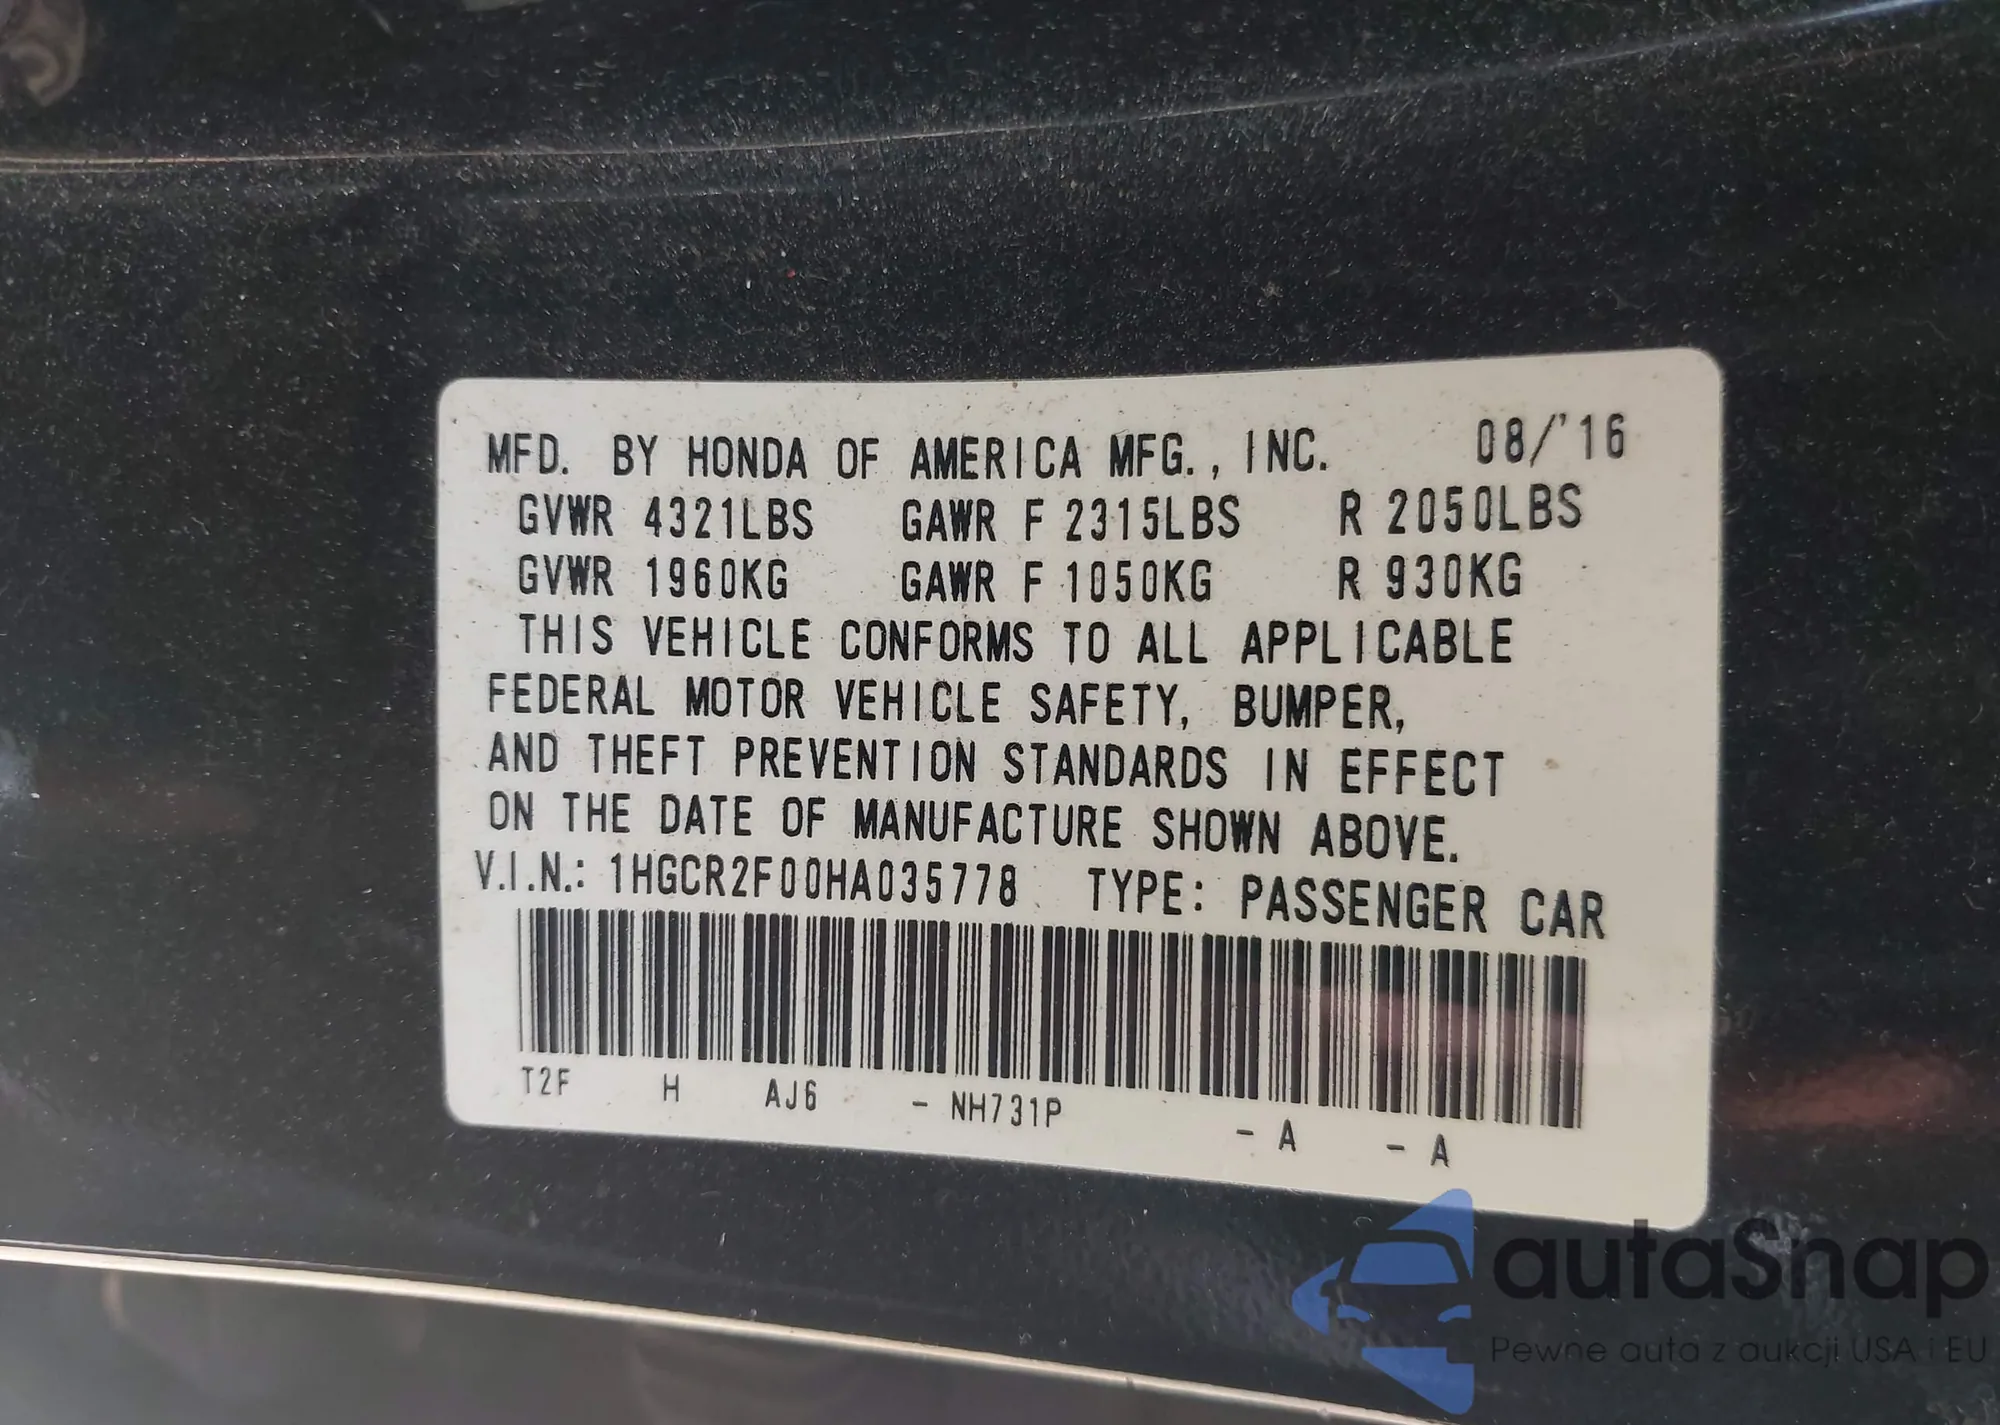 MFD. BY HONDA OF AMERICA MFG., INC. 08/'16
GVWR 4321LBS GAWR F 2315LBS R 2050LBS
GVWR 1960KG GAWR F 1050KG R 930KG
THIS VEHICLE CONFORMS TO ALL APPLICABLE
FEDERAL MOTOR VEHICLE SAFETY, BUMPER,
AND THEFT PREVENTION STANDARDS IN EFFECT
ON THE DATE OF MANUFACTURE SHOWN ABOVE.
V.I.N.: 1HGCR2F00HA035778 TYPE: PASSENGER CAR
T2F H AJ6 - NH731P - A - A
autaSnap
Pewne auta z aukcji USA i EU